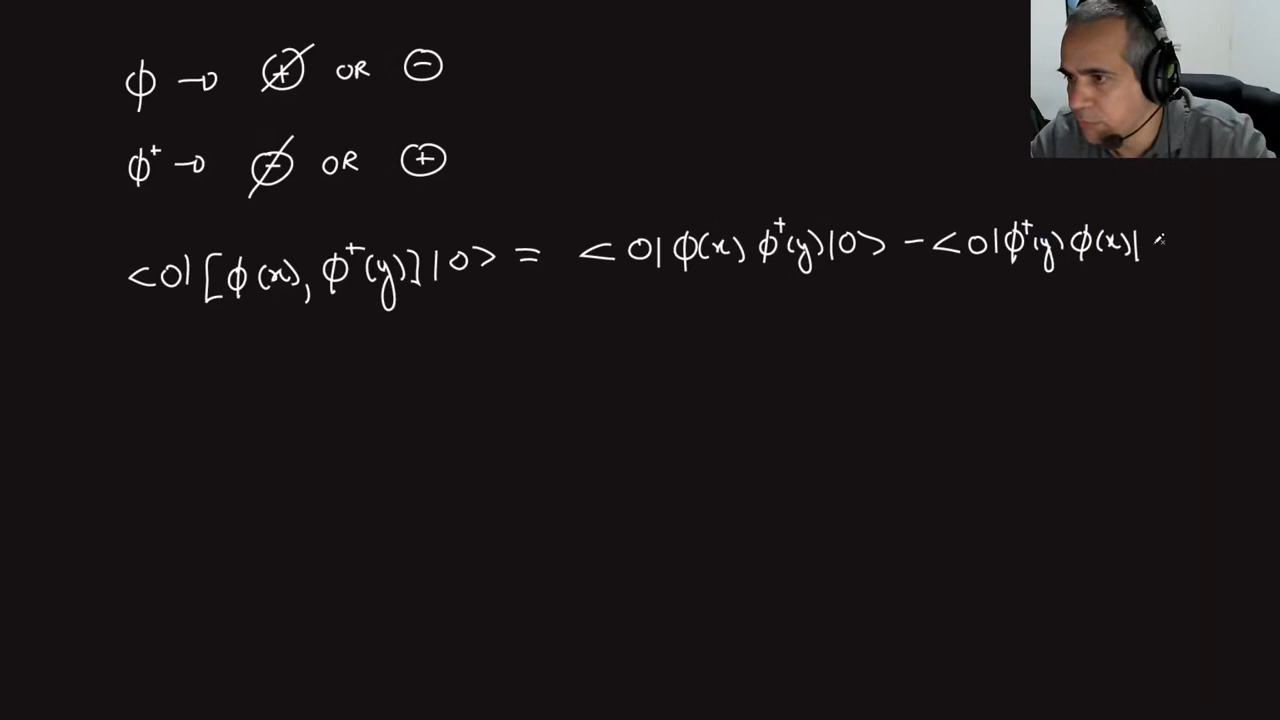 ϕ → ⊕ OR ⊖
ϕ† → ⊖ OR ⊕
<0|[ϕ(x), ϕ†(y)]|0> = <0|ϕ(x) ϕ†(y)|0> − <0|ϕ†(y) ϕ(x)|